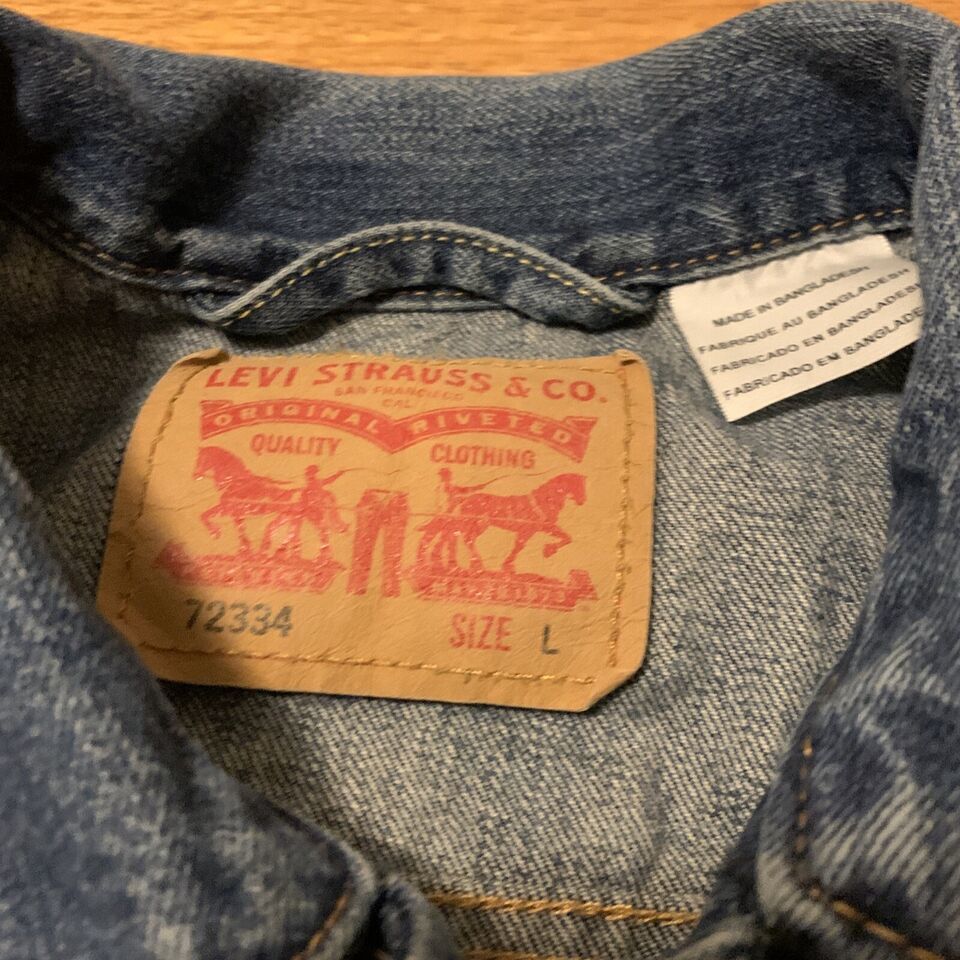 LEVI STRAUSS & CO.
SAN FRANCISCO
CAL
ORIGINAL RIVETED
QUALITY CLOTHING
72334 SIZE L
MADE IN BANGLADESH
FABRIQUE AU BANGLADESH
FABRICADO EN BANGLADESH
FABRICADO EM BANGLADE